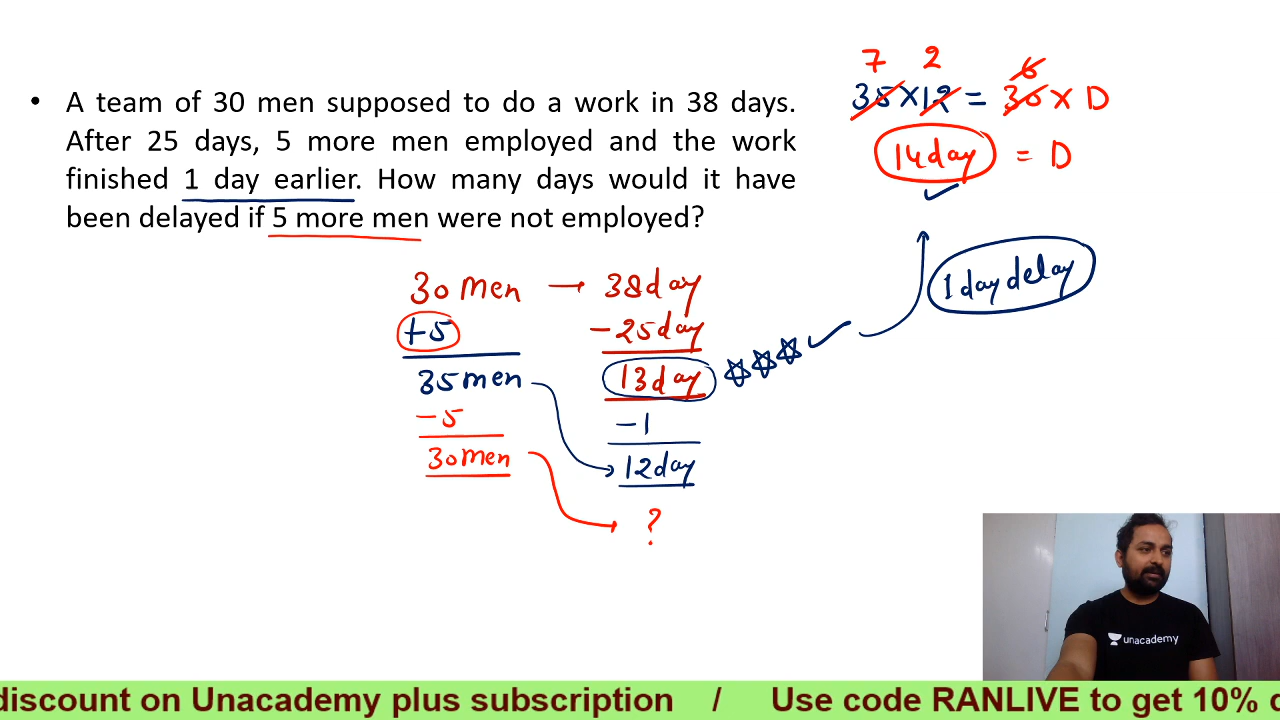 • A team of 30 men supposed to do a work in 38 days.
After 25 days, 5 more men employed and the work
finished 1 day earlier. How many days would it have
been delayed if 5 more men were not employed?
7 2 6
35 × 12 = 30 × D
14 day = D
1 day delay
30 Men → 38 day
+5 - 25 day
35 men 13 day
-5 -1
30 men 12 day
?
unacademy
discount on Unacademy plus subscription / Use code RANLIVE to get 10%